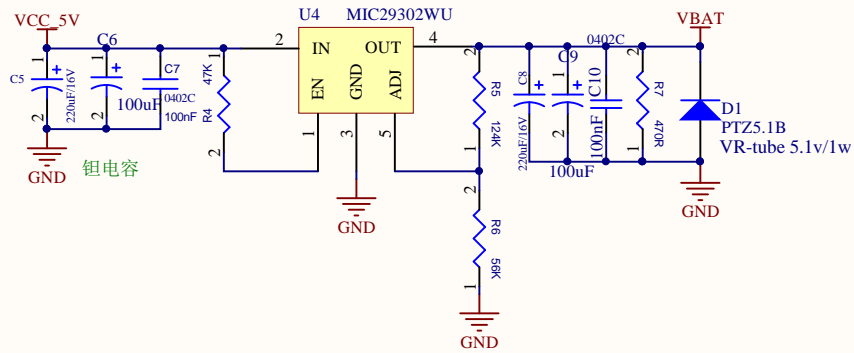 U4 MIC29302WU
VCC_5V
VBAT
C6
2 IN OUT 4
EN GND ADJ
1 3 5
C5 1 2 220uF/16V
1 2 100uF
C7 0402C 100nF
47K R4 1 2
钽电容
GND
GND
2 R5 124K 1
2 R6 56K 1
GND
C8 220uF/16V
C9 1 2 100uF
0402C C10 100nF
2 R7 470R 1
D1
PTZ5.1B
VR-tube 5.1v/1w
GND